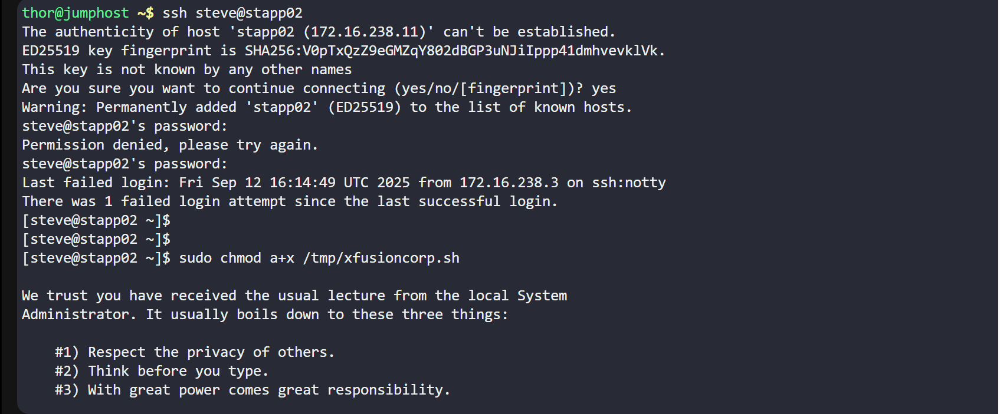 thor@jumphost ~$ ssh steve@stapp02
The authenticity of host 'stapp02 (172.16.238.11)' can't be established.
ED25519 key fingerprint is SHA256:V0pTxQzZ9eGMZqY802dBGP3uNJiIppp41dmhvevklVk.
This key is not known by any other names
Are you sure you want to continue connecting (yes/no/[fingerprint])? yes
Warning: Permanently added 'stapp02' (ED25519) to the list of known hosts.
steve@stapp02's password:
Permission denied, please try again.
steve@stapp02's password:
Last failed login: Fri Sep 12 16:14:49 UTC 2025 from 172.16.238.3 on ssh:notty
There was 1 failed login attempt since the last successful login.
[steve@stapp02 ~]$
[steve@stapp02 ~]$
[steve@stapp02 ~]$ sudo chmod a+x /tmp/xfusioncorp.sh
We trust you have received the usual lecture from the local System
Administrator. It usually boils down to these three things:
#1) Respect the privacy of others.
#2) Think before you type.
#3) With great power comes great responsibility.